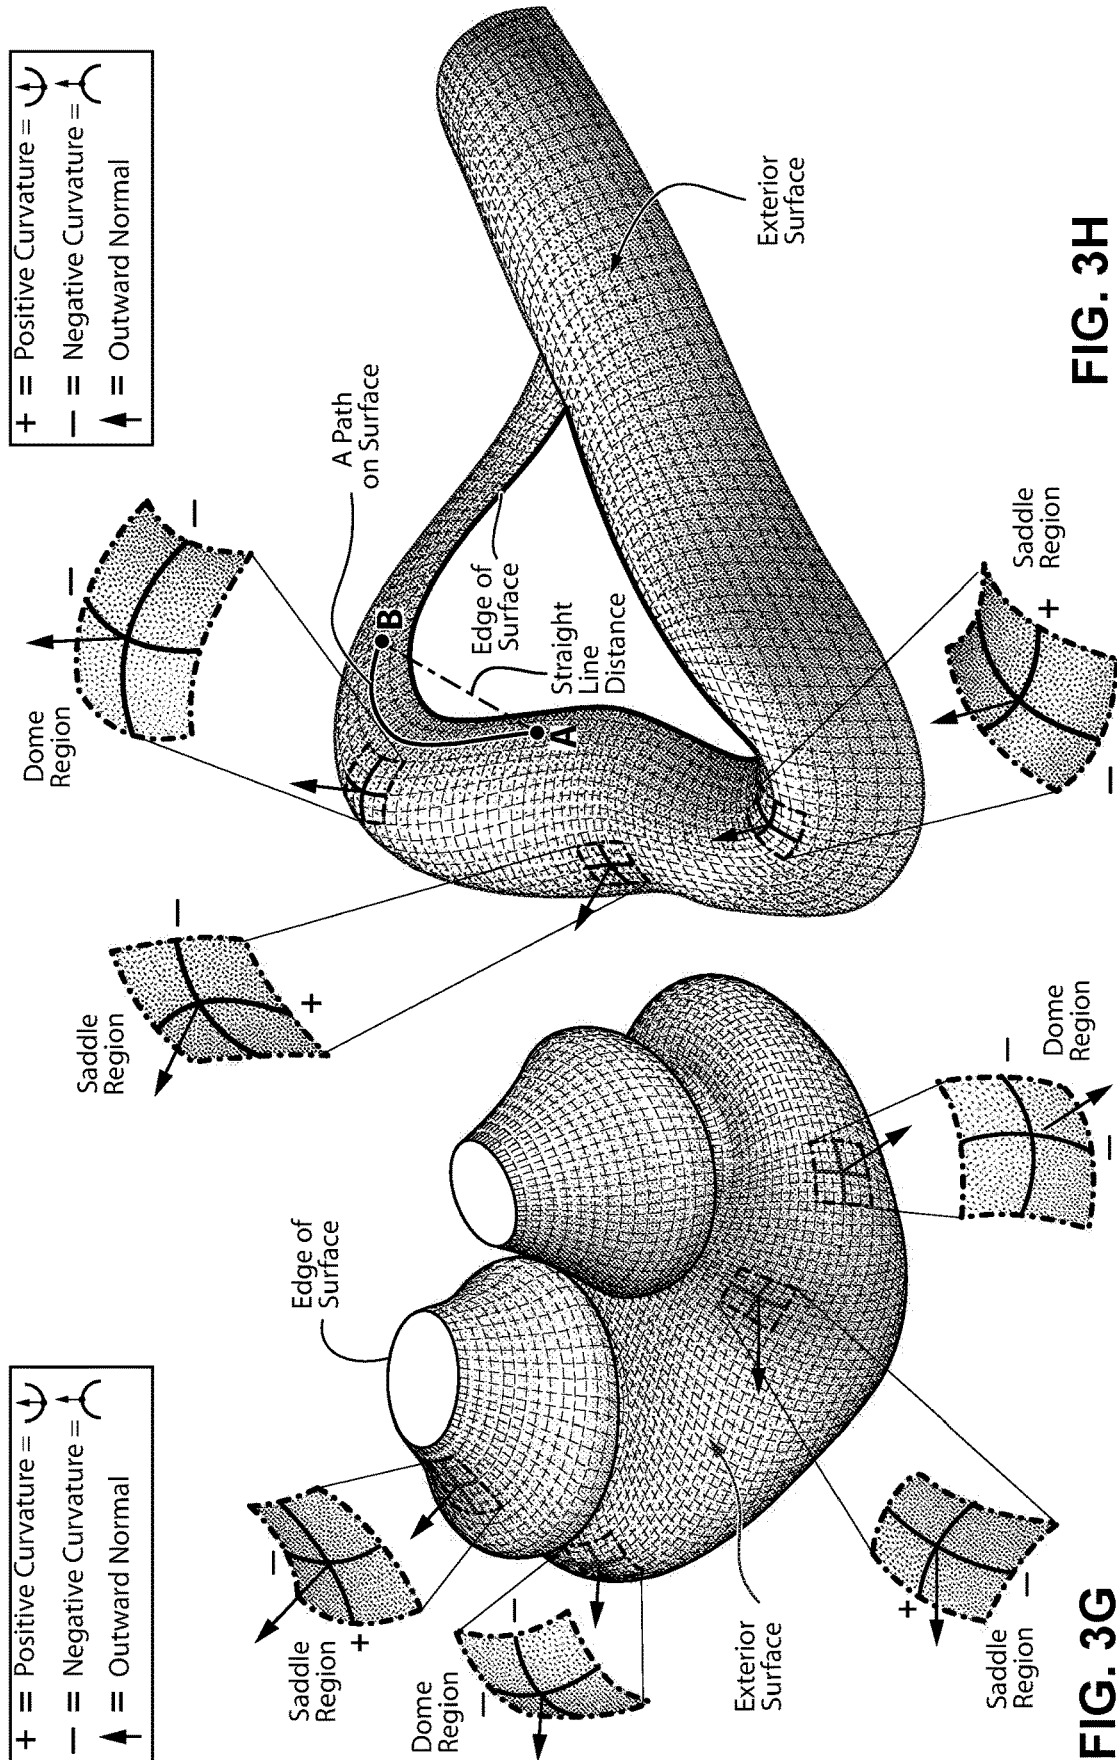 + = Positive Curvature =
− = Negative Curvature =
= Outward Normal
Saddle
Region
−
+
Edge of
Surface
Dome
Region
−
−
Exterior
Surface
Saddle
Region
+
−
Dome
Region
−
−
FIG. 3G
+ = Positive Curvature =
− = Negative Curvature =
= Outward Normal
Saddle
Region
−
+
Dome
Region
−
−
A Path
on Surface
B
Edge of
Surface
Straight
Line
Distance
A
Exterior
Surface
Saddle
Region
+
−
FIG. 3H